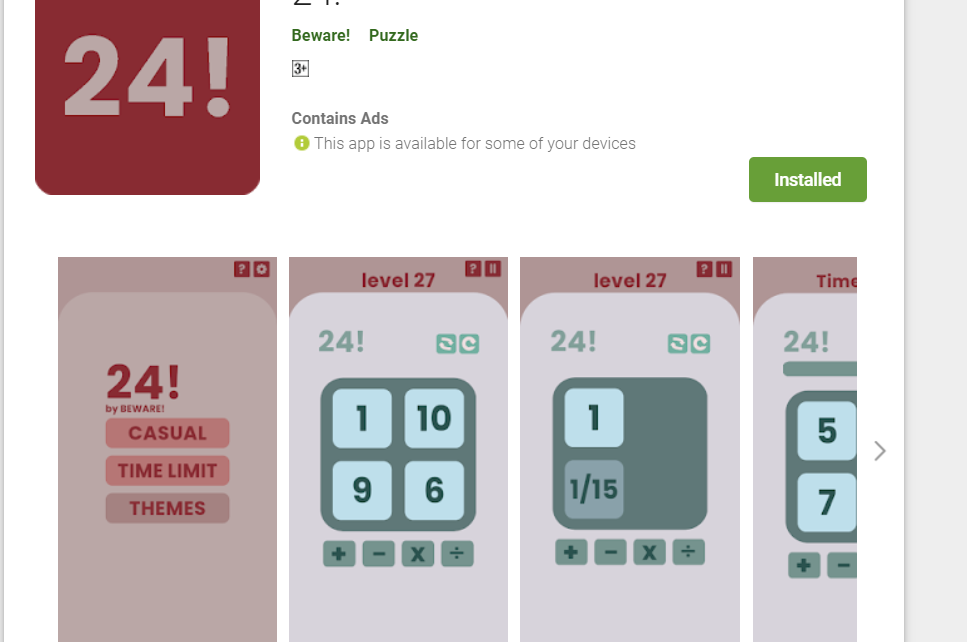 24!
24!
Beware! Puzzle
3+
Contains Ads
This app is available for some of your devices
Installed
?
24!
by BEWARE!
CASUAL
TIME LIMIT
THEMES
?
level 27
24!
1 10
9 6
+ − x ÷
?
level 27
24!
1
1/15
+ − x ÷
Time
24!
5
7
+ −